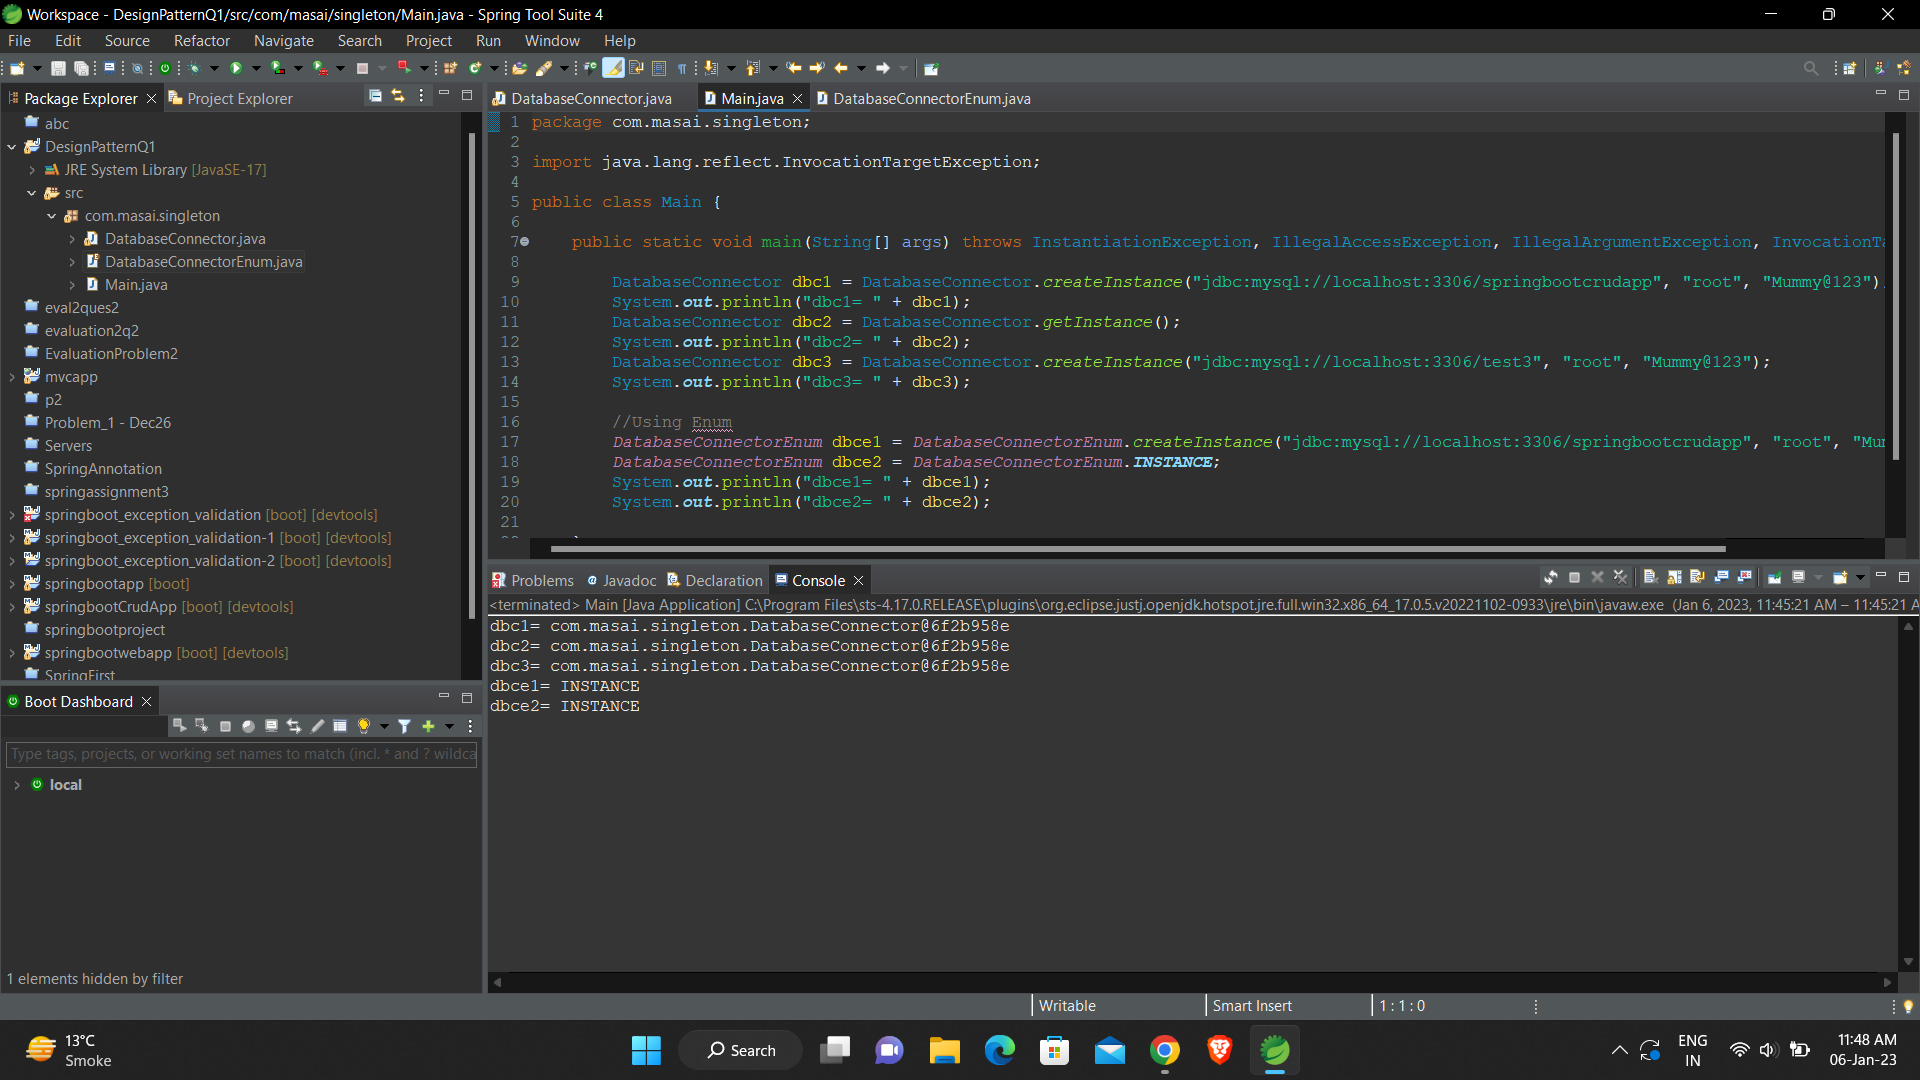 Workspace - DesignPatternQ1/src/com/masai/singleton/Main.java - Spring Tool Suite 4
File Edit Source Refactor Navigate Search Project Run Window Help
Package Explorer
Project Explorer
abc
DesignPatternQ1
JRE System Library [JavaSE-17]
src
com.masai.singleton
DatabaseConnector.java
DatabaseConnectorEnum.java
Main.java
eval2ques2
evaluation2q2
EvaluationProblem2
mvcapp
p2
Problem_1 - Dec26
Servers
SpringAnnotation
springassignment3
springboot_exception_validation [boot] [devtools]
springboot_exception_validation-1 [boot] [devtools]
springboot_exception_validation-2 [boot] [devtools]
springbootapp [boot]
springbootCrudApp [boot] [devtools]
springbootproject
springbootwebapp [boot] [devtools]
SpringFirst
Boot Dashboard
Type tags, projects, or working set names to match (incl. * and ? wildca
local
1 elements hidden by filter
DatabaseConnector.java Main.java DatabaseConnectorEnum.java
1 package com.masai.singleton;
2
3 import java.lang.reflect.InvocationTargetException;
4
5 public class Main {
6
7 public static void main(String[] args) throws InstantiationException, IllegalAccessException, IllegalArgumentException, InvocationTa
8
9 DatabaseConnector dbc1 = DatabaseConnector.createInstance("jdbc:mysql://localhost:3306/springbootcrudapp", "root", "Mummy@123")
10 System.out.println("dbc1= " + dbc1);
11 DatabaseConnector dbc2 = DatabaseConnector.getInstance();
12 System.out.println("dbc2= " + dbc2);
13 DatabaseConnector dbc3 = DatabaseConnector.createInstance("jdbc:mysql://localhost:3306/test3", "root", "Mummy@123");
14 System.out.println("dbc3= " + dbc3);
15
16 //Using Enum
17 DatabaseConnectorEnum dbce1 = DatabaseConnectorEnum.createInstance("jdbc:mysql://localhost:3306/springbootcrudapp", "root", "Mu
18 DatabaseConnectorEnum dbce2 = DatabaseConnectorEnum.INSTANCE;
19 System.out.println("dbce1= " + dbce1);
20 System.out.println("dbce2= " + dbce2);
21
Problems Javadoc Declaration Console
<terminated> Main [Java Application] C:\Program Files\sts-4.17.0.RELEASE\plugins\org.eclipse.justj.openjdk.hotspot.jre.full.win32.x86_64_17.0.5.v20221102-0933\jre\bin\javaw.exe (Jan 6, 2023, 11:45:21 AM – 11:45:21 A
dbc1= com.masai.singleton.DatabaseConnector@6f2b958e
dbc2= com.masai.singleton.DatabaseConnector@6f2b958e
dbc3= com.masai.singleton.DatabaseConnector@6f2b958e
dbce1= INSTANCE
dbce2= INSTANCE
Writable Smart Insert 1 : 1 : 0
13°C
Smoke
Search
ENG
IN
11:48 AM
06-Jan-23